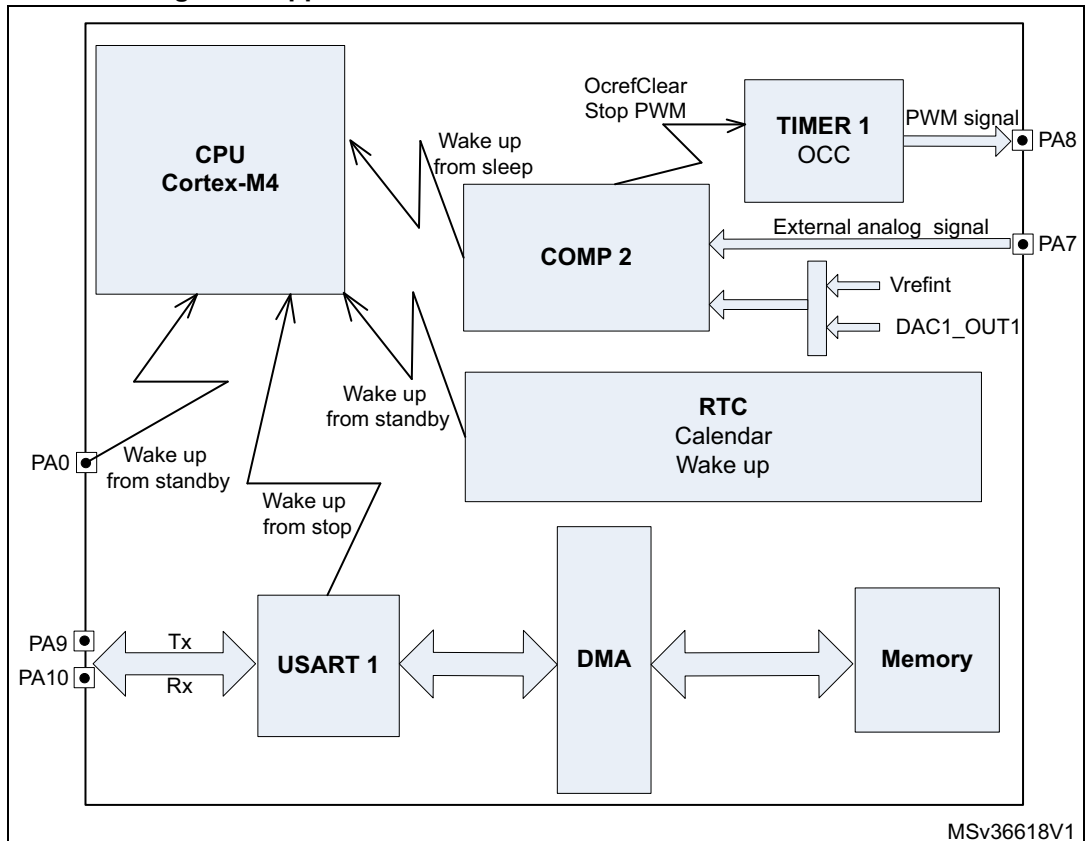 CPU
Cortex-M4
Wake up
from sleep
OcrefClear
Stop PWM
TIMER 1
OCC
PWM signal
PA8
COMP 2
External analog signal
PA7
Vrefint
DAC1_OUT1
Wake up
from standby
RTC
Calendar
Wake up
PA0
Wake up
from standby
Wake up
from stop
PA9
PA10
Tx
Rx
USART 1
DMA
Memory
MSv36618V1